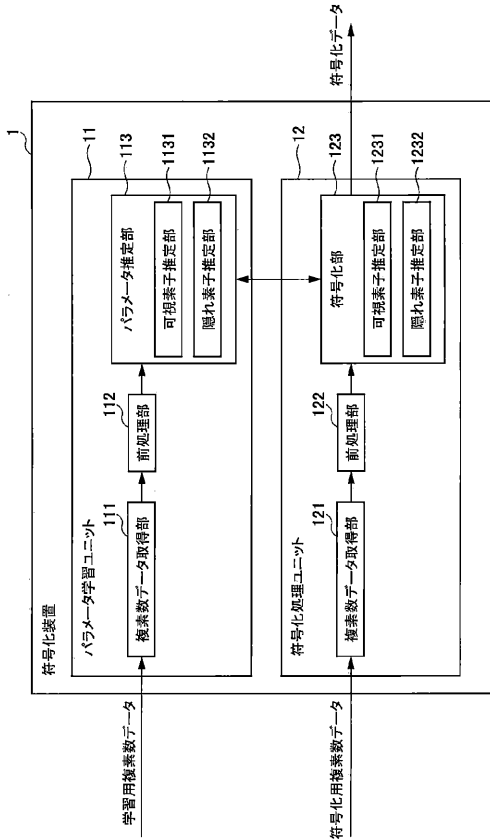 1
符号化装置
11
パラメータ学習ユニット
学習用複素数データ
111
複素数データ取得部
112
前処理部
113
パラメータ推定部
1131
可視素子推定部
1132
隠れ素子推定部
12
符号化処理ユニット
符号化用複素数データ
121
複素数データ取得部
122
前処理部
123
符号化部
1231
可視素子推定部
1232
隠れ素子推定部
符号化データ